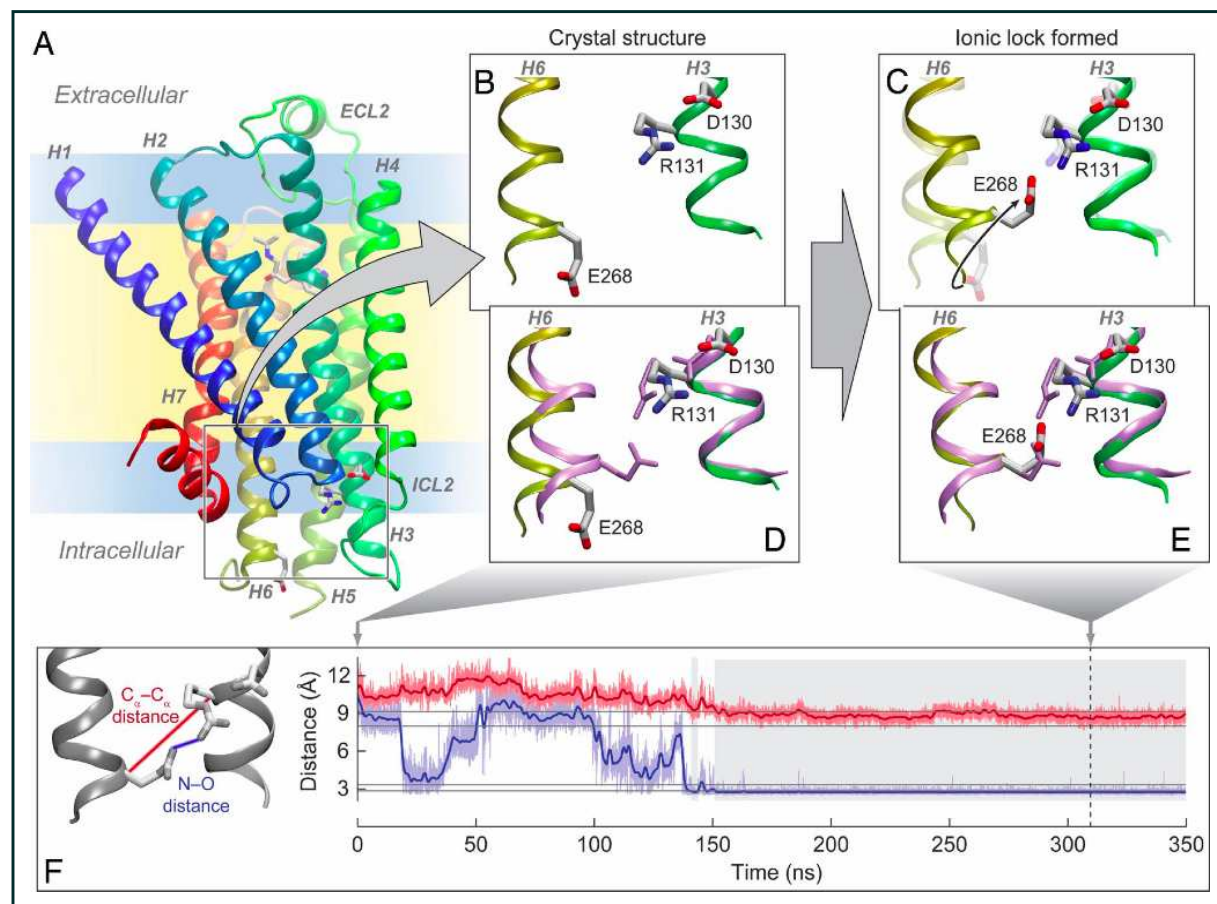 A
Extracellular
H1
H2
ECL2
H4
H7
ICL2
H3
Intracellular
H6
H5
Crystal structure
B
H6
H3
D130
R131
E268
H6
H3
D130
R131
E268
D
Ionic lock formed
C
H6
H3
D130
R131
E268
H6
H3
D130
R131
E268
E
F
Cα–Cα
distance
N–O
distance
Distance (Å)
12
9
6
3
0 50 100 150 200 250 300 350
Time (ns)